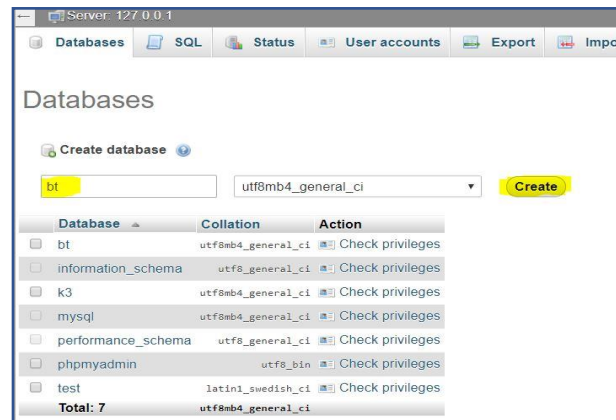 Server: 127.0.0.1
Databases SQL Status User accounts Export Impo
Databases
Create database
bt utf8mb4_general_ci Create
Database Collation Action
bt utf8mb4_general_ci Check privileges
information_schema utf8_general_ci Check privileges
k3 utf8mb4_general_ci Check privileges
mysql utf8mb4_general_ci Check privileges
performance_schema utf8_general_ci Check privileges
phpmyadmin utf8_bin Check privileges
test latin1_swedish_ci Check privileges
Total: 7 utf8mb4_general_ci